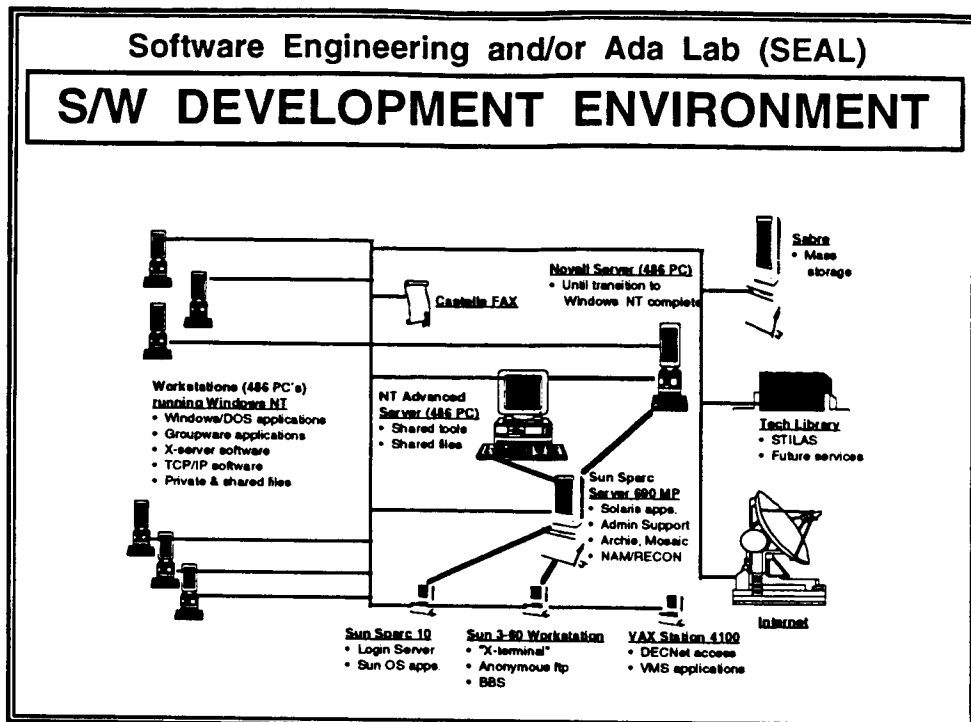 Software Engineering and/or Ada Lab (SEAL)
S/W DEVELOPMENT ENVIRONMENT
Sabre
• Mass
storage
Novell Server (486 PC)
• Until transition to
Windows NT complete
Castelle FAX
Workstations (486 PC's)
running Windows NT
• Windows/DOS applications
• Groupware applications
• X-server software
• TCP/IP software
• Private & shared files
NT Advanced
Server (486 PC)
• Shared tools
• Shared files
Tech Library
• STILAS
• Future services
Sun Sparc
Server 690 MP
• Solaris apps.
• Admin Support
• Archie, Mosaic
• NAM/RECON
Internet
Sun Sparc 10
• Login Server
• Sun OS apps.
Sun 3-60 Workstation
• "X-terminal"
• Anonymous ftp
• BBS
VAX Station 4100
• DECNet access
• VMS applications